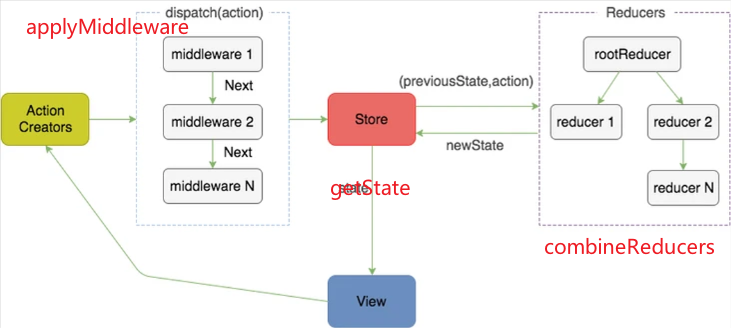 applyMiddleware
dispatch(action)
middleware 1
Next
middleware 2
Next
middleware N
Action
Creators
Store
(previousState,action)
newState
Reducers
rootReducer
reducer 1
reducer 2
reducer N
combineReducers
getState
View